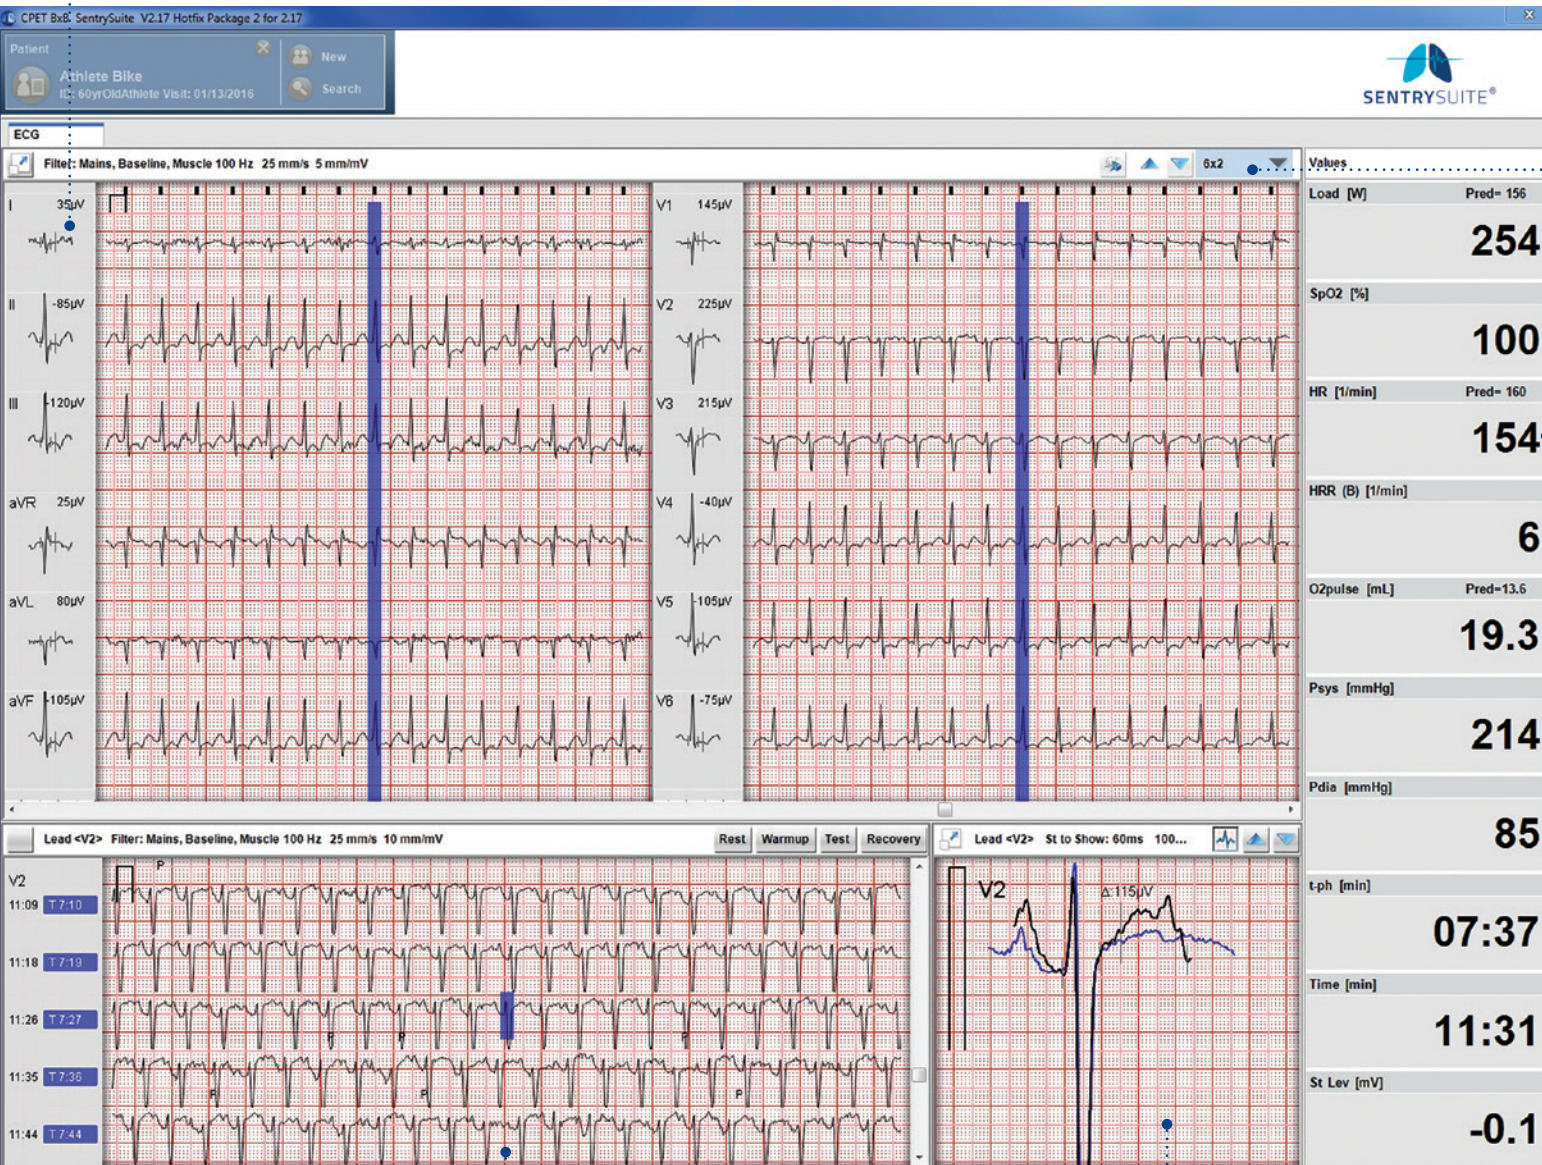 CPET BxB SentrySuite V2.17 Hotfix Package 2 for 2.17
Patient
Athlete Bike
ID: 60yrOldAthlete Visit: 01/13/2016
New
Search
SENTRYSUITE®
ECG
Filter: Mains, Baseline, Muscle 100 Hz 25 mm/s 5 mm/mV
6x2
I 35µV
II -85µV
III -120µV
aVR 25µV
aVL 80µV
aVF -105µV
V1 145µV
V2 225µV
V3 215µV
V4 -40µV
V5 -105µV
V6 -75µV
Values
Load [W] Pred= 156
254
SpO2 [%]
100
HR [1/min] Pred= 160
154
HRR (B) [1/min]
6
O2pulse [mL] Pred=13.6
19.3
Psys [mmHg]
214
Pdia [mmHg]
85
t-ph [min]
07:37
Time [min]
11:31
St Lev [mV]
-0.1
Lead <V2> Filter: Mains, Baseline, Muscle 100 Hz 25 mm/s 10 mm/mV
Rest Warmup Test Recovery
V2
P
11:09 T 7:10
11:18 T 7:19
11:26 T 7:27
P P P
11:35 T 7:36
P P P
11:44 T 7:44
Lead <V2> St to Show: 60ms 100...
V2
Δ:115µV